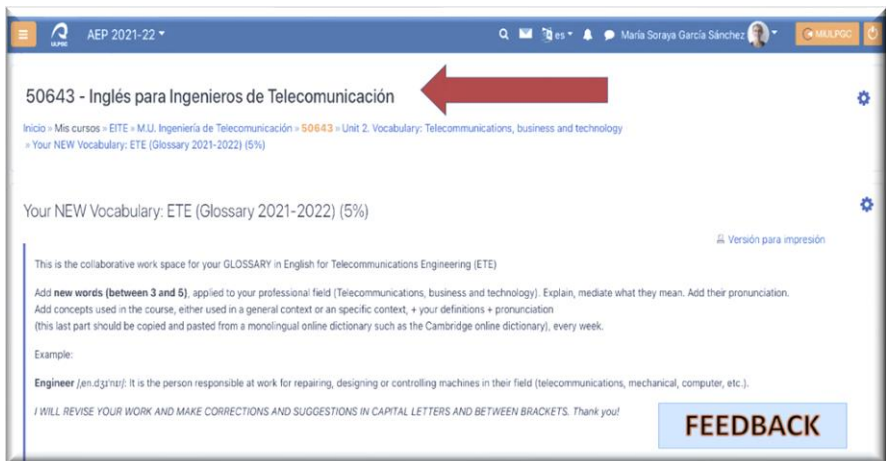 ULPGC AEP 2021-22 es María Soraya García Sánchez MiULPGC
50643 - Inglés para Ingenieros de Telecomunicación
Inicio » Mis cursos » EITE » M.U. Ingeniería de Telecomunicación » 50643 » Unit 2. Vocabulary: Telecommunications, business and technology
» Your NEW Vocabulary: ETE (Glossary 2021-2022) (5%)
Your NEW Vocabulary: ETE (Glossary 2021-2022) (5%)
Versión para impresión
This is the collaborative work space for your GLOSSARY in English for Telecommunications Engineering (ETE)
Add new words (between 3 and 5), applied to your professional field (Telecommunications, business and technology). Explain, mediate what they mean. Add their pronunciation.
Add concepts used in the course, either used in a general context or an specific context, + your definitions + pronunciation
(this last part should be copied and pasted from a monolingual online dictionary such as the Cambridge online dictionary), every week.
Example:
Engineer /ˌen.dʒɪˈnɪr/: It is the person responsible at work for repairing, designing or controlling machines in their field (telecommunications, mechanical, computer, etc.).
I WILL REVISE YOUR WORK AND MAKE CORRECTIONS AND SUGGESTIONS IN CAPITAL LETTERS AND BETWEEN BRACKETS. Thank you!
FEEDBACK